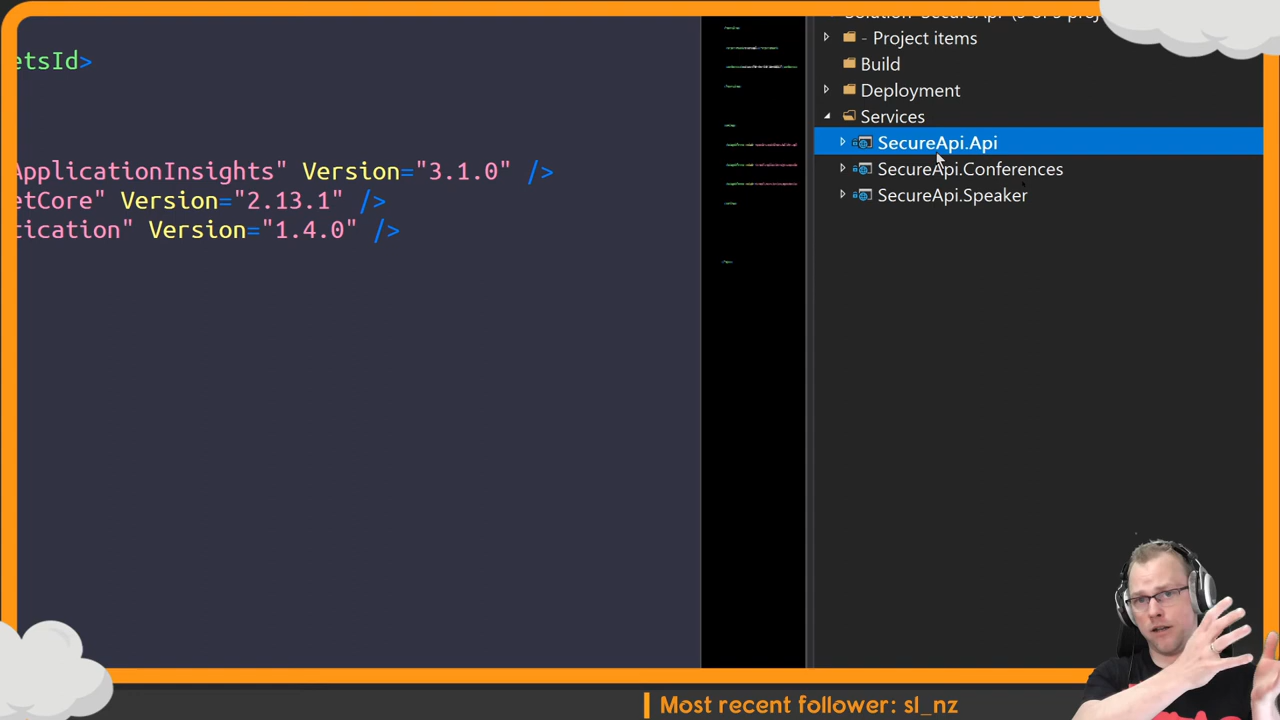 etsId>
ApplicationInsights" Version="3.1.0" />
etCore" Version="2.13.1" />
tication" Version="1.4.0" />
- Project items
Build
Deployment
Services
SecureApi.Api
SecureApi.Conferences
SecureApi.Speaker
Most recent follower: sl_nz